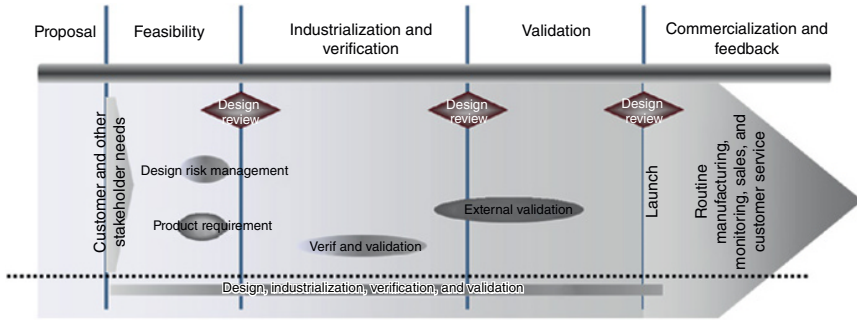 Proposal
Feasibility
Industrialization and
verification
Validation
Commercialization and
feedback
Design
review
Design
review
Design
review
Customer and other
stakeholder needs
Design risk management
Product requirement
Verif and validation
External validation
Launch
Routine
manufacturing,
monitoring, sales, and
customer service
Design, industrialization, verification, and validation